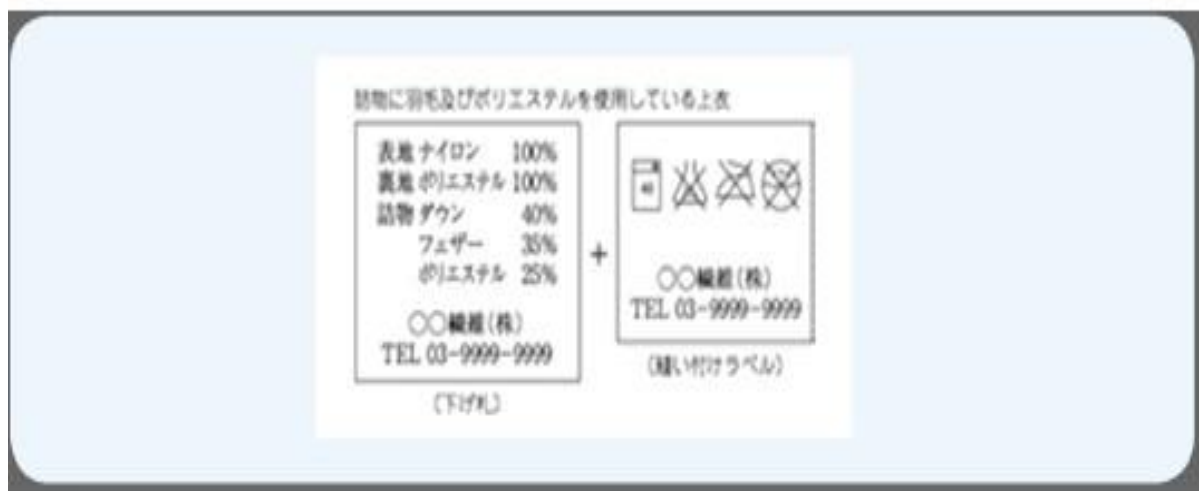 詰物に羽毛及びポリエステルを使用している上衣
表地 ナイロン 100%
裏地 ポリエステル 100%
詰物 ダウン 40%
フェザー 35%
ポリエステル 25%
○○繊維(株)
TEL 03-9999-9999
(下げ札)
+
40
○○繊維(株)
TEL 03-9999-9999
(縫い付けラベル)